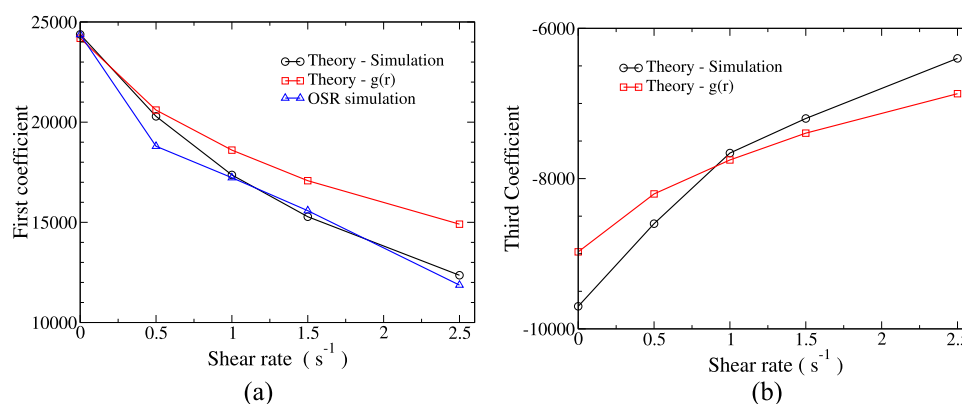 25000
20000
15000
10000
First coefficient
Theory - Simulation
Theory - g(r)
OSR simulation
0 0.5 1 1.5 2 2.5
Shear rate ( s-1 )
(a)
-6000
-8000
-10000
Third Coefficient
Theory - Simulation
Theory - g(r)
0 0.5 1 1.5 2 2.5
Shear rate ( s-1 )
(b)